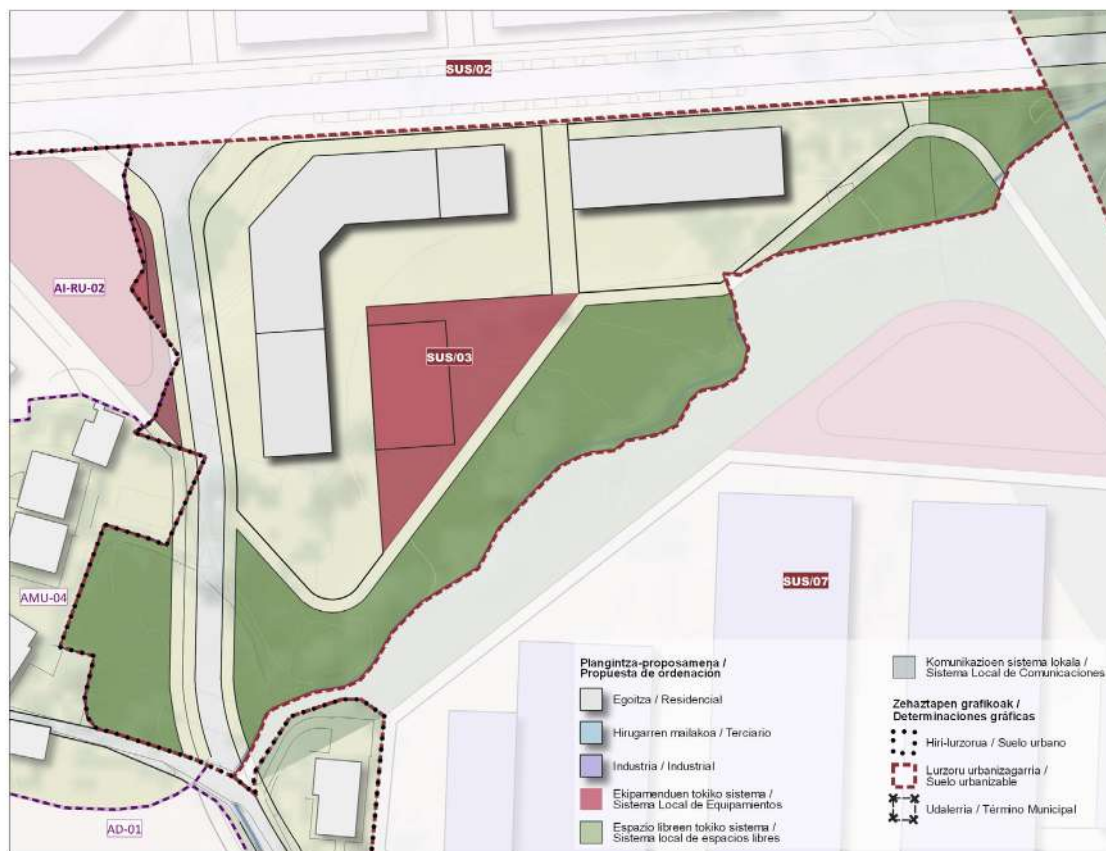 SUS/02
AI-RU-02
SUS/03
SUS/07
AMU-04
AD-01
Plangintza-proposamena /
Propuesta de ordenación
Egoitza / Residencial
Hirugarren mailakoa / Terciario
Industria / Industrial
Ekipamenduen tokiko sistema /
Sistema Local de Equipamientos
Espazio libreen tokiko sistema /
Sistema local de espacios libres
Komunikazioen sistema lokala /
Sistema Local de Comunicaciones
Zehaztapen grafikoak /
Determinaciones gráficas
Hiri-lurzorua / Suelo urbano
Lurzoru urbanizagarria /
Suelo urbanizable
Udalerria / Término Municipal